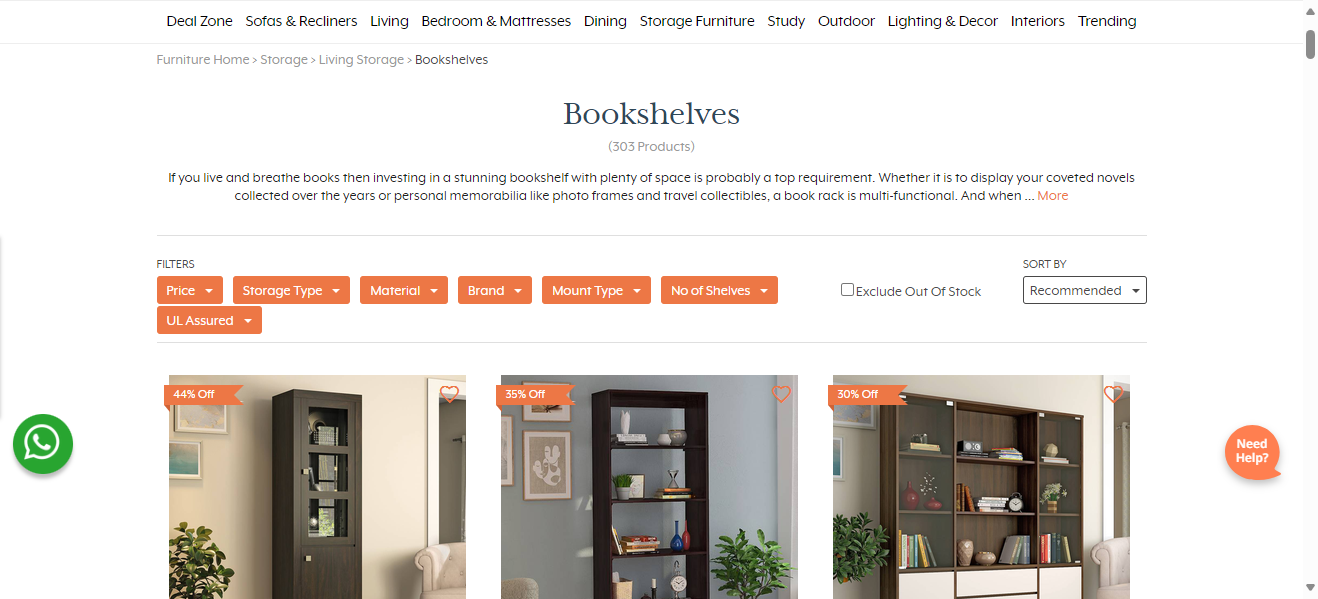 Deal Zone Sofas & Recliners Living Bedroom & Mattresses Dining Storage Furniture Study Outdoor Lighting & Decor Interiors Trending
Furniture Home > Storage > Living Storage > Bookshelves
Bookshelves
(303 Products)
If you live and breathe books then investing in a stunning bookshelf with plenty of space is probably a top requirement. Whether it is to display your coveted novels
collected over the years or personal memorabilia like photo frames and travel collectibles, a book rack is multi-functional. And when ... More
FILTERS
SORT BY
Price Storage Type Material Brand Mount Type No of Shelves
Exclude Out Of Stock
Recommended
UL Assured
44% Off
35% Off
30% Off
Need
Help?